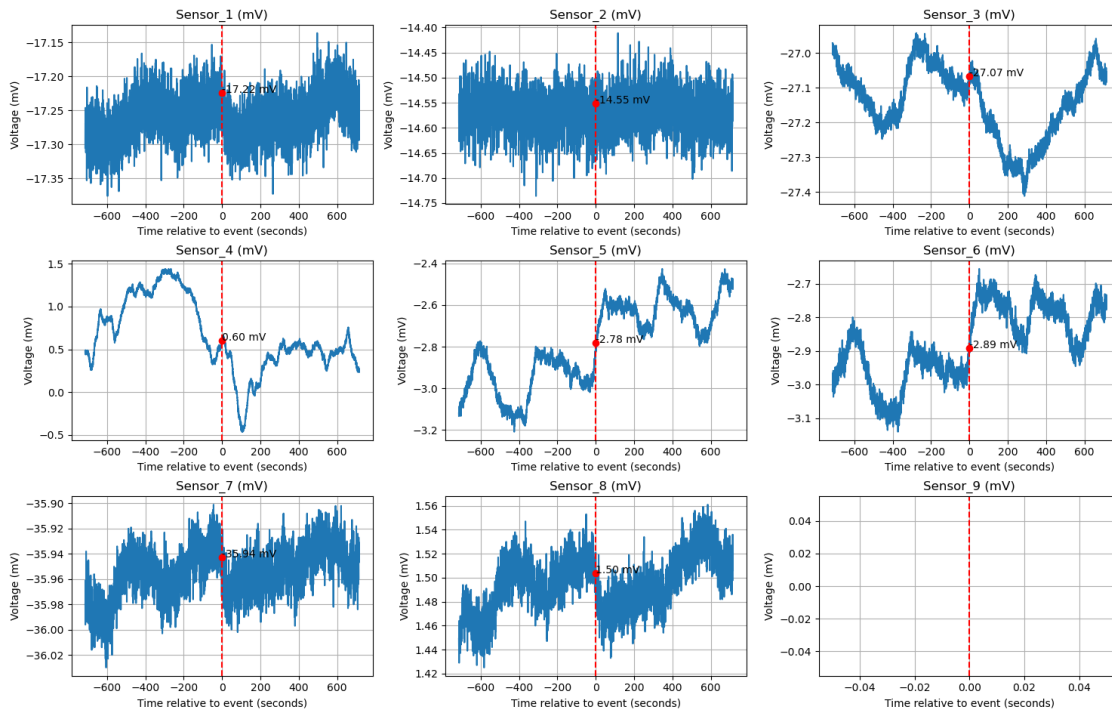 Sensor_1 (mV)
Voltage (mV)
−17.15
−17.20
−17.25
−17.30
−17.35
-17.22 mV
−600 −400 −200 0 200 400 600
Time relative to event (seconds)
Sensor_2 (mV)
Voltage (mV)
−14.40
−14.45
−14.50
−14.55
−14.60
−14.65
−14.70
−14.75
-14.55 mV
−600 −400 −200 0 200 400 600
Time relative to event (seconds)
Sensor_3 (mV)
Voltage (mV)
−27.0
−27.1
−27.2
−27.3
−27.4
-27.07 mV
−600 −400 −200 0 200 400 600
Time relative to event (seconds)
Sensor_4 (mV)
Voltage (mV)
1.5
1.0
0.5
0.0
−0.5
0.60 mV
−600 −400 −200 0 200 400 600
Time relative to event (seconds)
Sensor_5 (mV)
Voltage (mV)
−2.4
−2.6
−2.8
−3.0
−3.2
-2.78 mV
−600 −400 −200 0 200 400 600
Time relative to event (seconds)
Sensor_6 (mV)
Voltage (mV)
−2.7
−2.8
−2.9
−3.0
−3.1
-2.89 mV
−600 −400 −200 0 200 400 600
Time relative to event (seconds)
Sensor_7 (mV)
Voltage (mV)
−35.90
−35.92
−35.94
−35.96
−35.98
−36.00
−36.02
-35.94 mV
−600 −400 −200 0 200 400 600
Time relative to event (seconds)
Sensor_8 (mV)
Voltage (mV)
1.56
1.54
1.52
1.50
1.48
1.46
1.44
1.42
1.50 mV
−600 −400 −200 0 200 400 600
Time relative to event (seconds)
Sensor_9 (mV)
Voltage (mV)
0.04
0.02
0.00
−0.02
−0.04
−0.04 −0.02 0.00 0.02 0.04
Time relative to event (seconds)